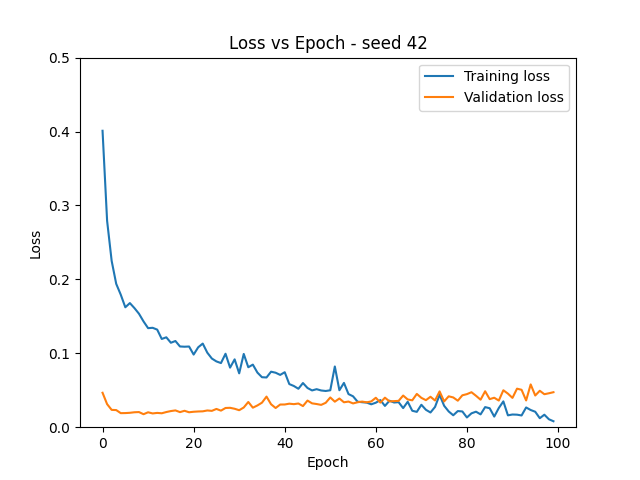 Loss vs Epoch - seed 42
Training loss
Validation loss
0.5
0.4
0.3
0.2
0.1
0.0
Loss
0 20 40 60 80 100
Epoch